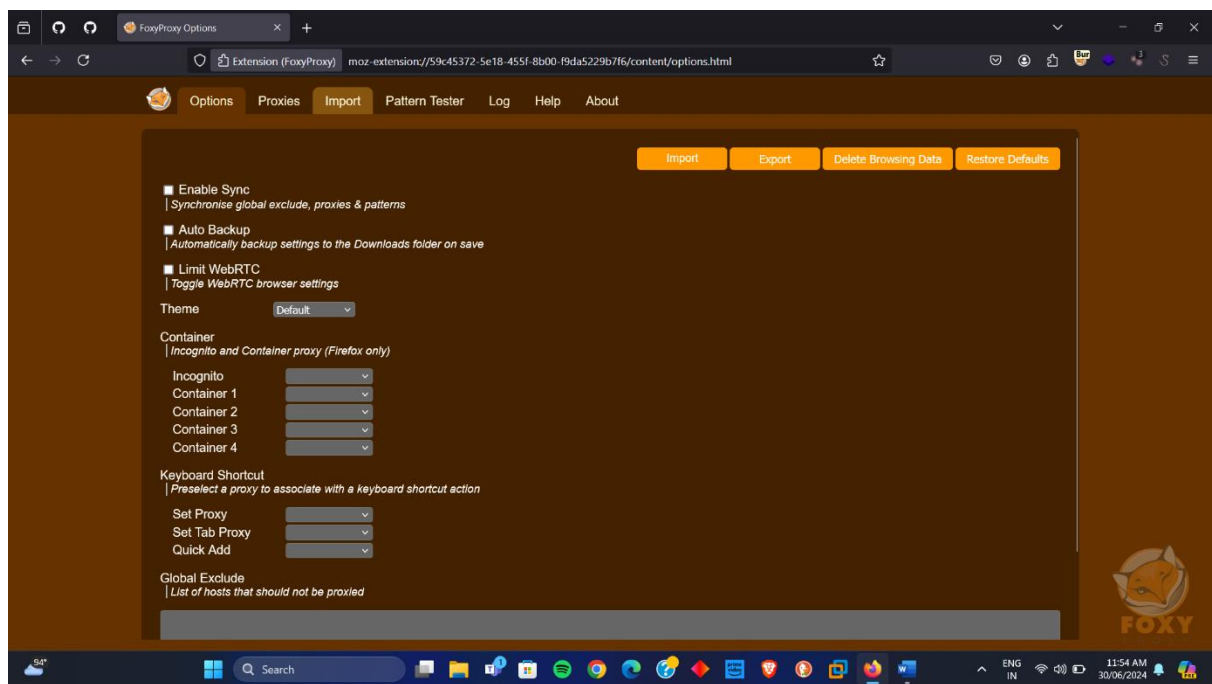 FoxyProxy Options
Extension (FoxyProxy) moz-extension://59c45372-5e18-455f-8b00-f9da5229b7f6/content/options.html
Bur
3
Options Proxies Import Pattern Tester Log Help About
Import Export Delete Browsing Data Restore Defaults
Enable Sync
Synchronise global exclude, proxies & patterns
Auto Backup
Automatically backup settings to the Downloads folder on save
Limit WebRTC
Toggle WebRTC browser settings
Theme Default
Container
Incognito and Container proxy (Firefox only)
Incognito
Container 1
Container 2
Container 3
Container 4
Keyboard Shortcut
Preselect a proxy to associate with a keyboard shortcut action
Set Proxy
Set Tab Proxy
Quick Add
Global Exclude
List of hosts that should not be proxied
FOXY
94°
Search
ENG
IN
11:54 AM
30/06/2024